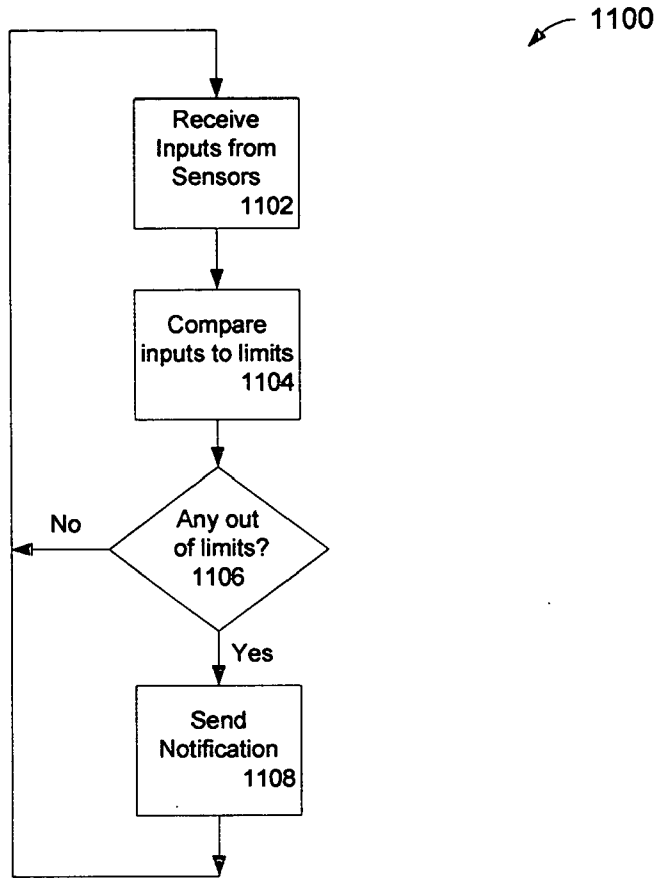 1100
Receive
Inputs from
Sensors
1102
Compare
inputs to limits
1104
Any out
of limits?
1106
No
Yes
Send
Notification
1108